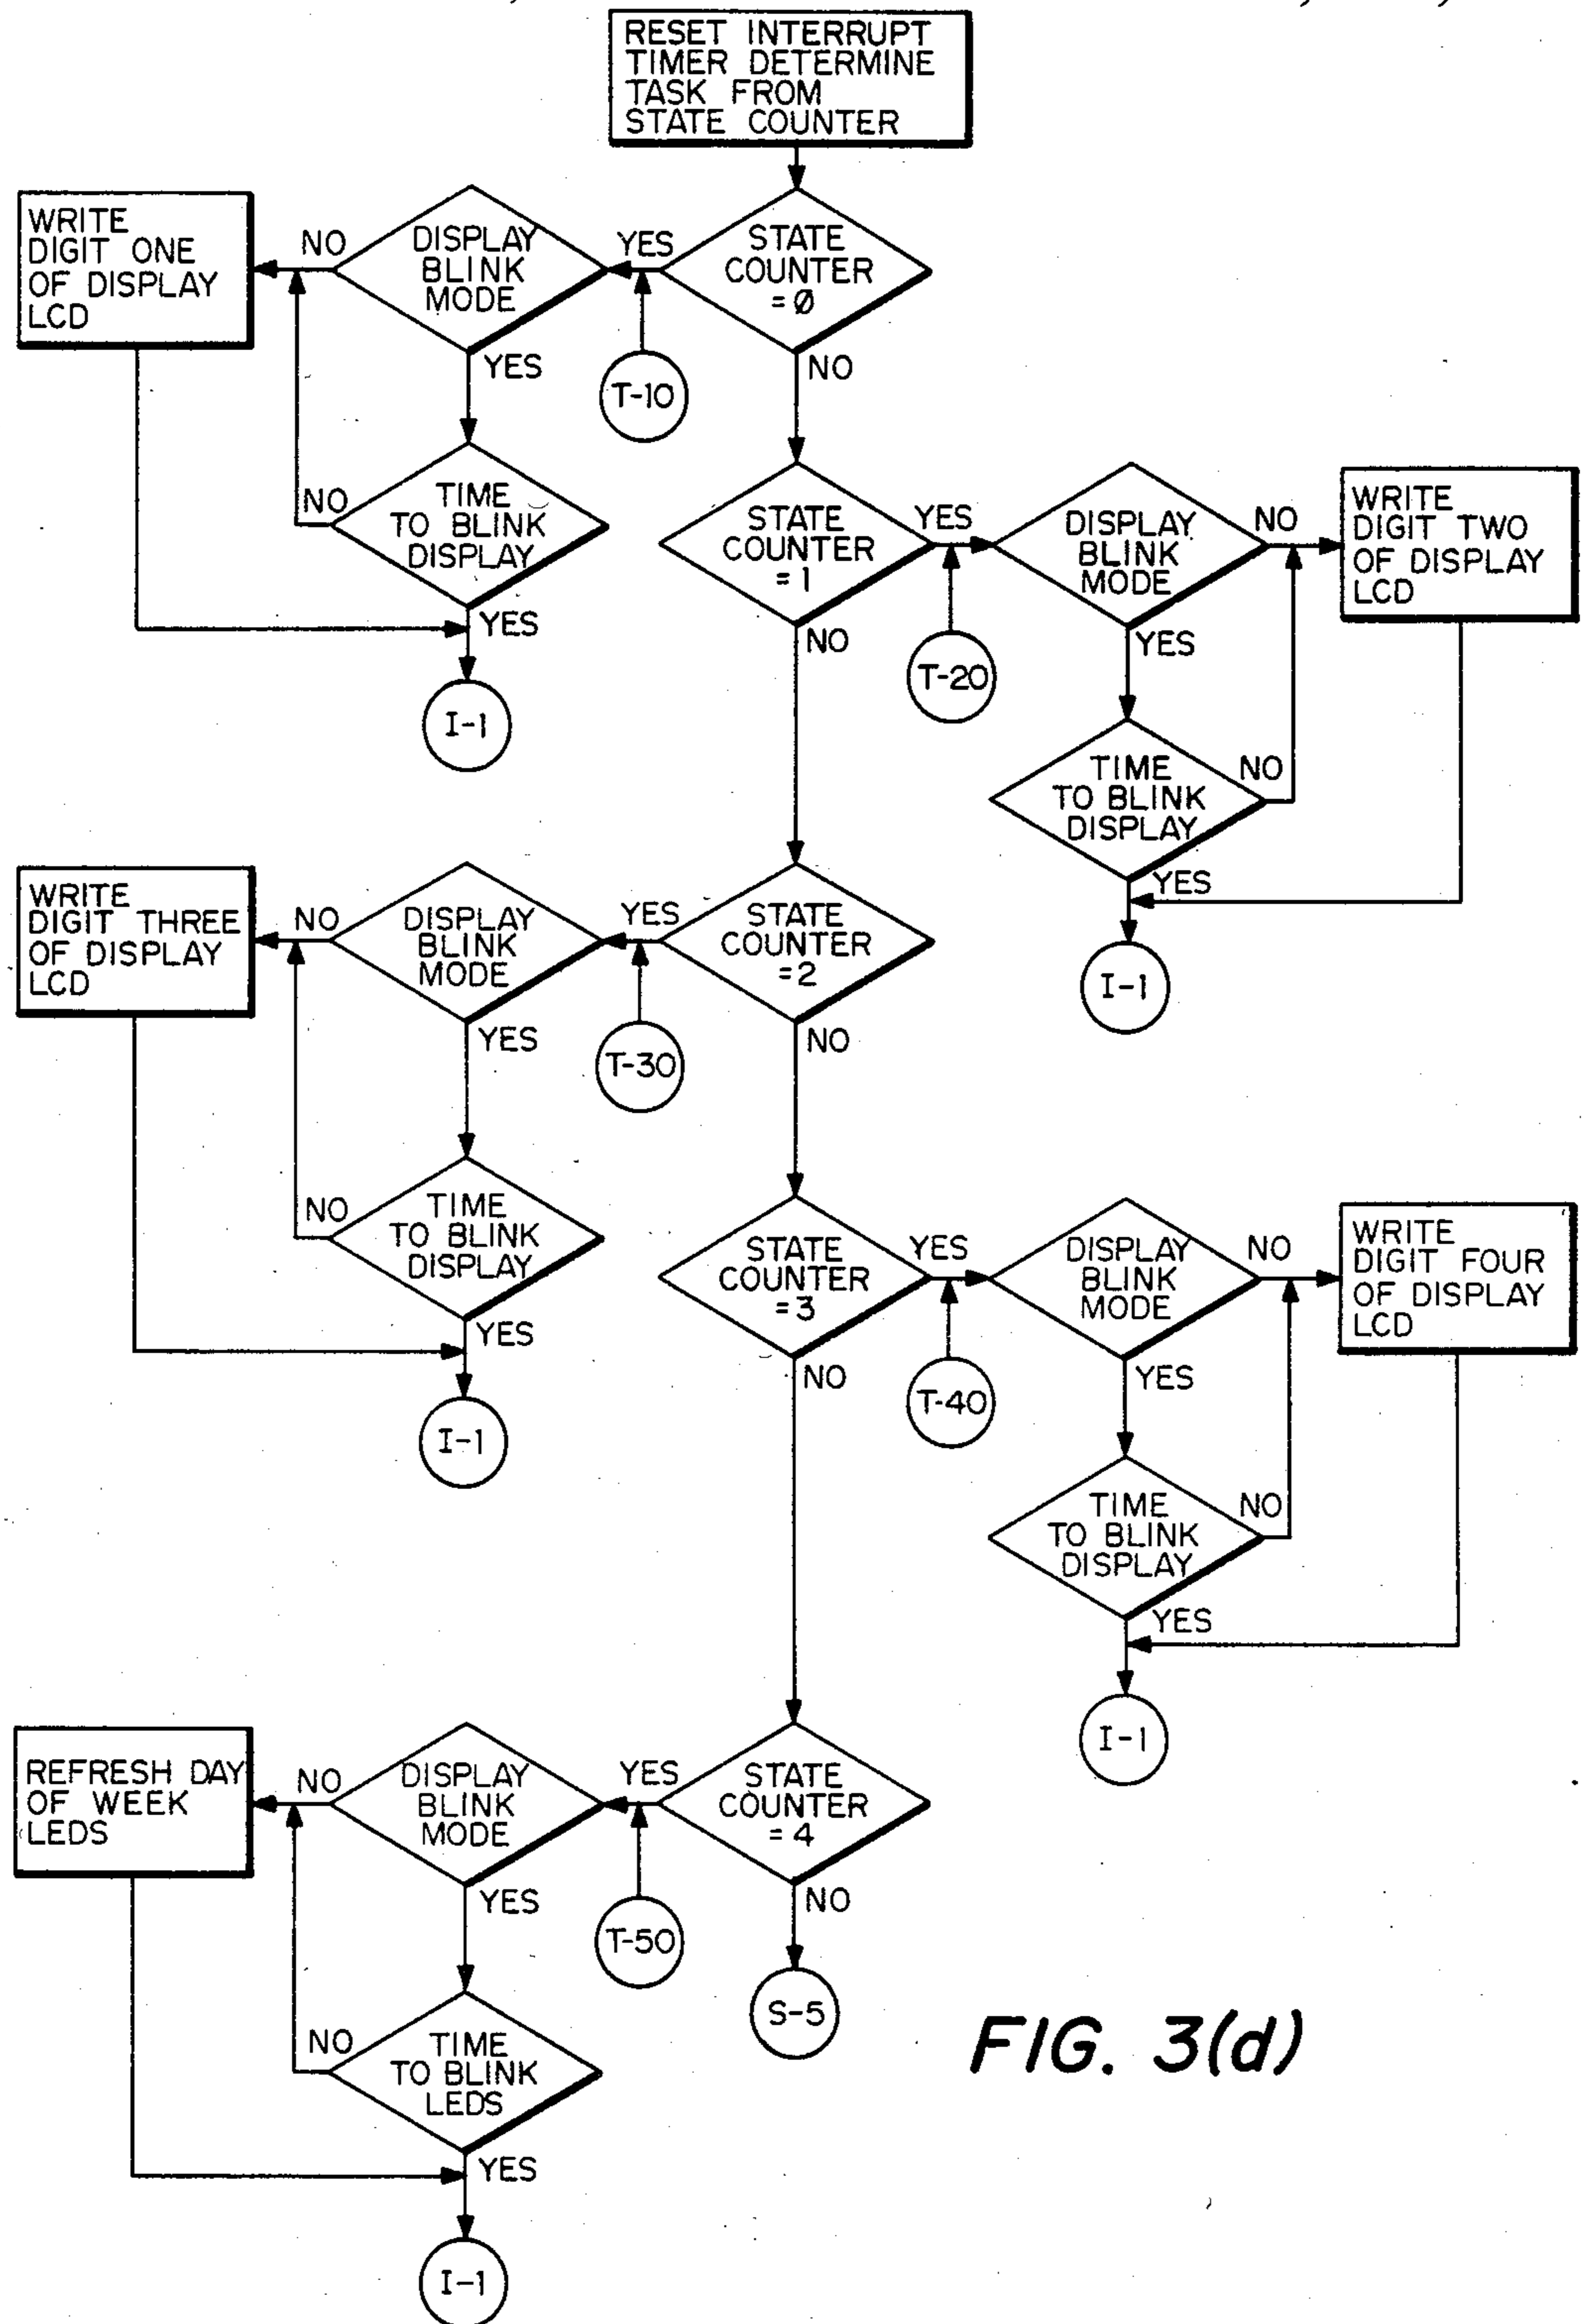 RESET INTERRUPT
TIMER DETERMINE
TASK FROM
STATE COUNTER
WRITE
DIGIT ONE
OF DISPLAY
LCD
NO
DISPLAY
BLINK
MODE
YES
STATE
COUNTER
=Ø
YES
T-10
NO
NO
TIME
TO BLINK
DISPLAY
YES
I-1
STATE
COUNTER
=1
YES
DISPLAY
BLINK
MODE
NO
WRITE
DIGIT TWO
OF DISPLAY
LCD
NO
T-20
YES
TIME
TO BLINK
DISPLAY
NO
YES
I-1
WRITE
DIGIT THREE
OF DISPLAY
LCD
NO
DISPLAY
BLINK
MODE
YES
STATE
COUNTER
=2
YES
T-30
NO
NO
TIME
TO BLINK
DISPLAY
YES
I-1
STATE
COUNTER
=3
YES
DISPLAY
BLINK
MODE
NO
WRITE
DIGIT FOUR
OF DISPLAY
LCD
NO
T-40
YES
TIME
TO BLINK
DISPLAY
NO
YES
I-1
REFRESH DAY
OF WEEK
LEDS
NO
DISPLAY
BLINK
MODE
YES
STATE
COUNTER
=4
YES
T-50
NO
S-5
NO
TIME
TO BLINK
LEDS
YES
I-1
FIG. 3(d)